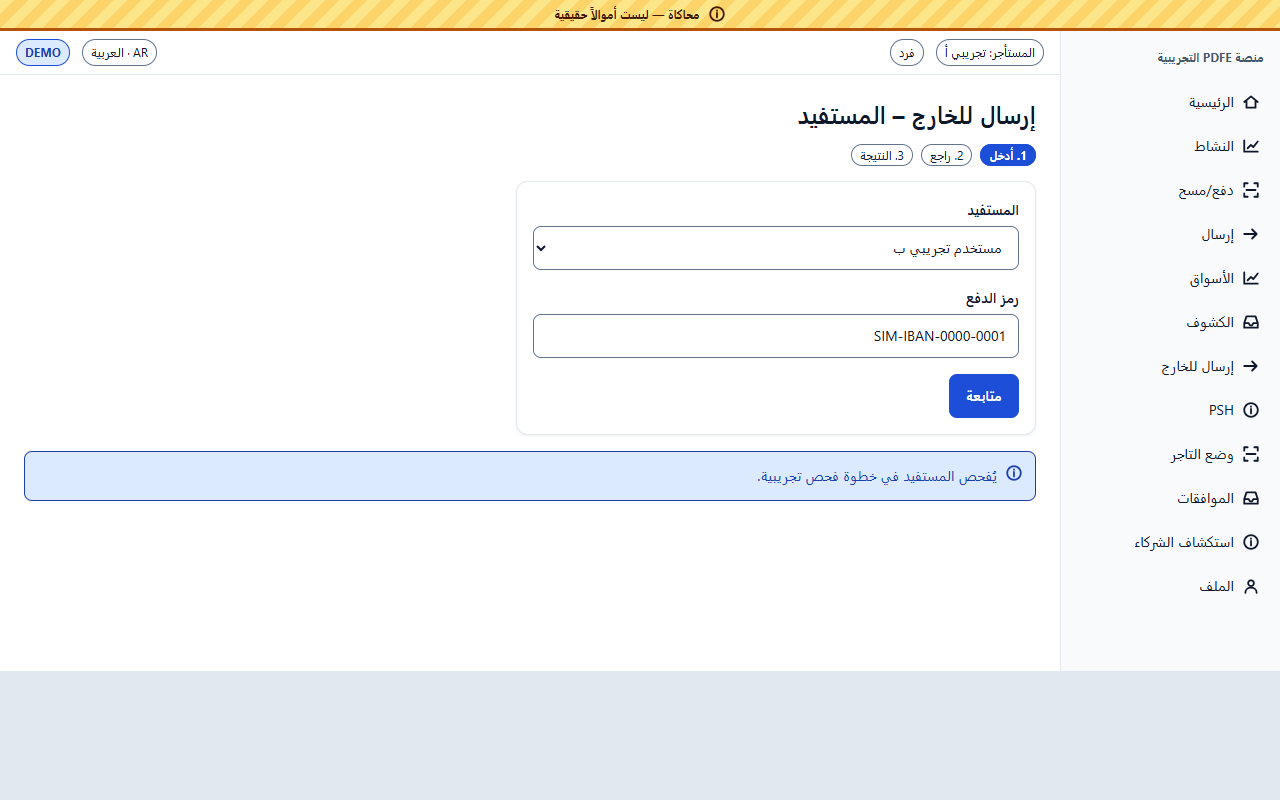 محاكاة — ليست أموالاً حقيقية
منصة PDFE التجريبية
الرئيسية
النشاط
دفع/مسح
إرسال
الأسواق
الكشوف
إرسال للخارج
PSH
وضع التاجر
الموافقات
استكشاف الشركاء
الملف
المستأجر: تجريبي أ
فرد
AR · العربية
DEMO
إرسال للخارج – المستفيد
1. أدخل
2. راجع
3. النتيجة
المستفيد
مستخدم تجريبي ب
رمز الدفع
SIM-IBAN-0000-0001
متابعة
يُفحص المستفيد في خطوة فحص تجريبية.